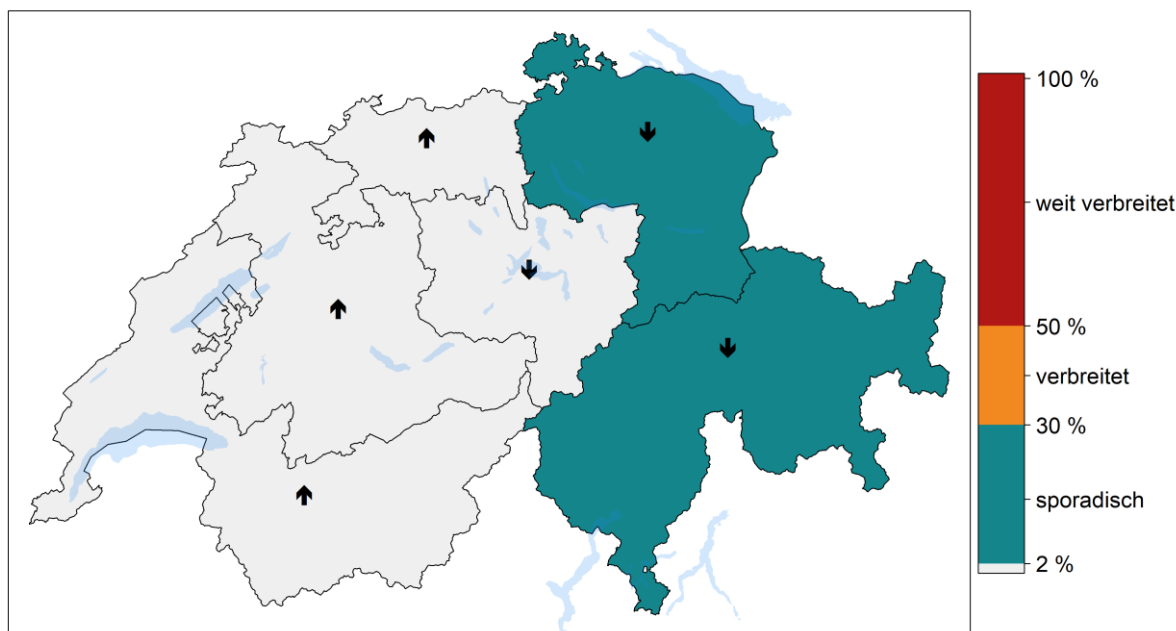 100 %
weit verbreitet
50 %
verbreitet
30 %
sporadisch
2 %